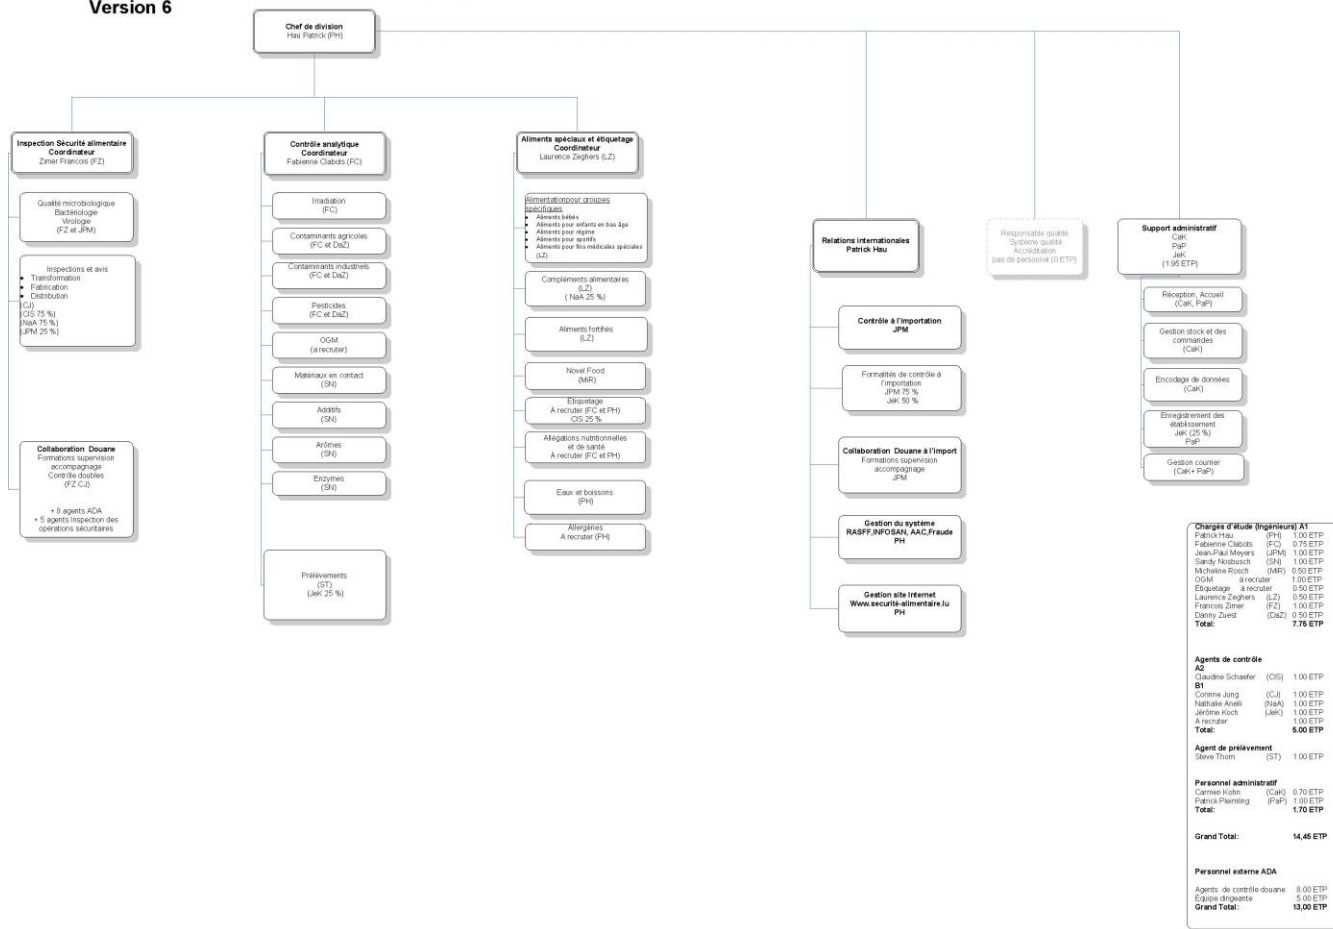 Version 6
Chef de division
Hau Patrick (PH)
Inspection Sécurité alimentaire
Coordinateur
Zimer Francois (FZ)
Qualité microbiologique
Bactériologie
Virologie
(FZ et JPM)
Inspections et avis
Transformation
Fabrication
Distribution
(CJ)
(CIS 75 %)
(NaA 75 %)
(JPM 25 %)
Collaboration Douane
Formations supervision
accompagnage
Contrôle doubles
(FZ CJ)
+ 8 agents ADA
+ 5 agents Inspection des
opérations sécuritaires
Contrôle analytique
Coordinateur
Fabienne Clabots (FC)
Irradiation
(FC)
Contaminants agricoles
(FC et DaZ)
Contaminants industriels
(FC et DaZ)
Pesticides
(FC et DaZ)
OGM
(a recruter)
Matériaux en contact
(SN)
Additifs
(SN)
Arômes
(SN)
Enzymes
(SN)
Prélèvements
(ST)
(JeK 25 %)
Aliments spéciaux et étiquetage
Coordinateur
Laurence Zeghers (LZ)
Alimentationpour groupes
spécifiques
Aliments bébés
Aliments pour enfants en bas âge
Aliments pour régime
Aliments pour sportifs
Aliments pour fins médicales spéciales
(LZ)
Compléments alimentaires
(LZ)
( NaA 25 %)
Aliments fortifiés
(LZ)
Novel Food
(MiR)
Etiquetage
À recruter (FC et PH)
CIS 25 %
Allégations nutritionnelles
et de santé
À recruter (FC et PH)
Eaux et boissons
(PH)
Allergènes
A recruter (PH)
Relations internationales
Patrick Hau
Contrôle à l'importation
JPM
Formalités de contrôle à
l'importation
JPM 75 %
JeK 50 %
Collaboration Douane à l'import
Formations supervision
accompagnage
JPM
Gestion du système
RASFF,INFOSAN, AAC,Fraude
PH
Gestion site Internet
Www.securité-alimentaire.lu
PH
Responsable qualité
Système qualité
Accréditation
pas de personnel (0 ETP)
Support administratif
CaK
PaP
JeK
(1.95 ETP)
Réception, Accueil
(CaK, PaP)
Gestion stock et des
commandes
(CaK)
Encodage de données
(CaK)
Enregistrement des
établissement
JeK (25 %)
PaP
Gestion courrier
(CaK+ PaP)
Chargés d'étude (Ingénieurs) A1
Patrick Hau (PH) 1.00 ETP
Fabienne Clabots (FC) 0.75 ETP
Jean-Paul Meyers (JPM) 1.00 ETP
Sandy Nosbusch (SN) 1.00 ETP
Micheline Rosch (MiR) 0.50 ETP
OGM à recruter 1.00 ETP
Étiquetage à recruter 0.50 ETP
Laurence Zeghers (LZ) 0.50 ETP
Francois Zimer (FZ) 1.00 ETP
Danny Zuest (DaZ) 0.50 ETP
Total: 7.75 ETP
Agents de contrôle
A2
Claudine Schaefer (CIS) 1.00 ETP
B1
Corinne Jung (CJ) 1.00 ETP
Nathalie Anelli (NaA) 1.00 ETP
Jérôme Koch (JeK) 1.00 ETP
A recruter 1.00 ETP
Total: 5.00 ETP
Agent de prélèvement
Steve Thom (ST) 1.00 ETP
Personnel administratif
Carmen Kohn (CaK) 0.70 ETP
Patrick Pleimling (PaP) 1.00 ETP
Total: 1.70 ETP
Grand Total: 14,45 ETP
Personnel externe ADA
Agents de contrôle douane 8.00 ETP
Équipe dirigeante 5.00 ETP
Grand Total: 13,00 ETP